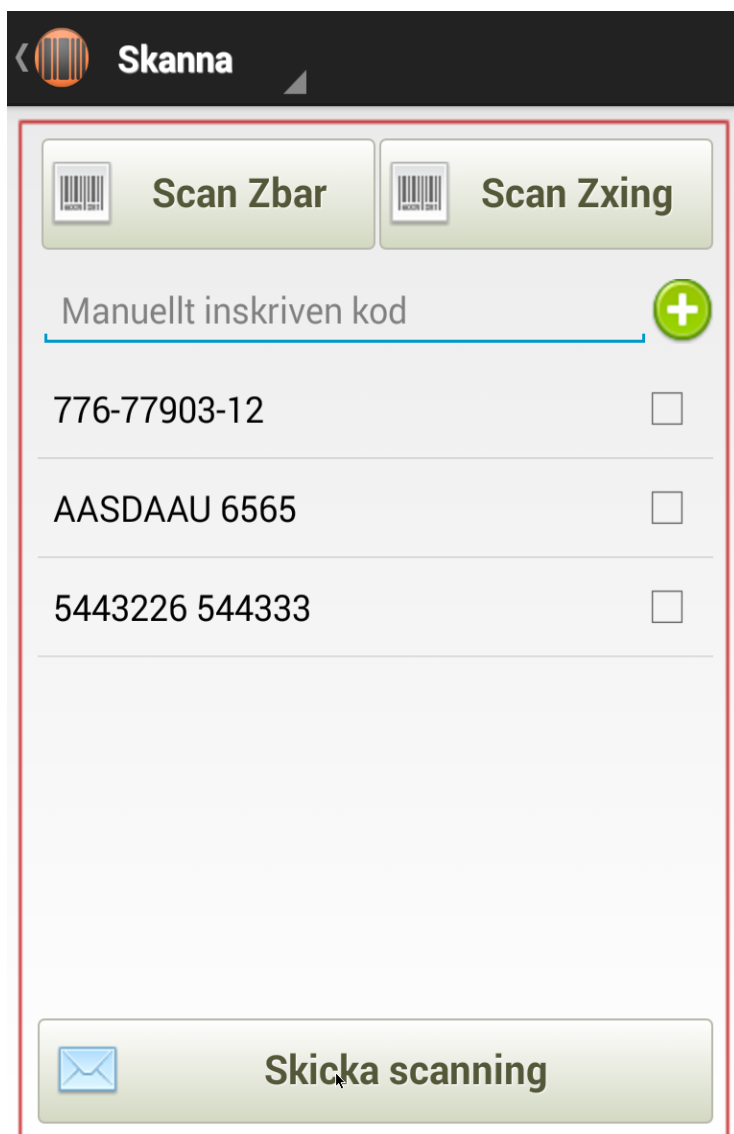 Skanna
Scan Zbar
Scan Zxing
Manuellt inskriven kod
776-77903-12
AASDAAU 6565
5443226 544333
Skicka scanning